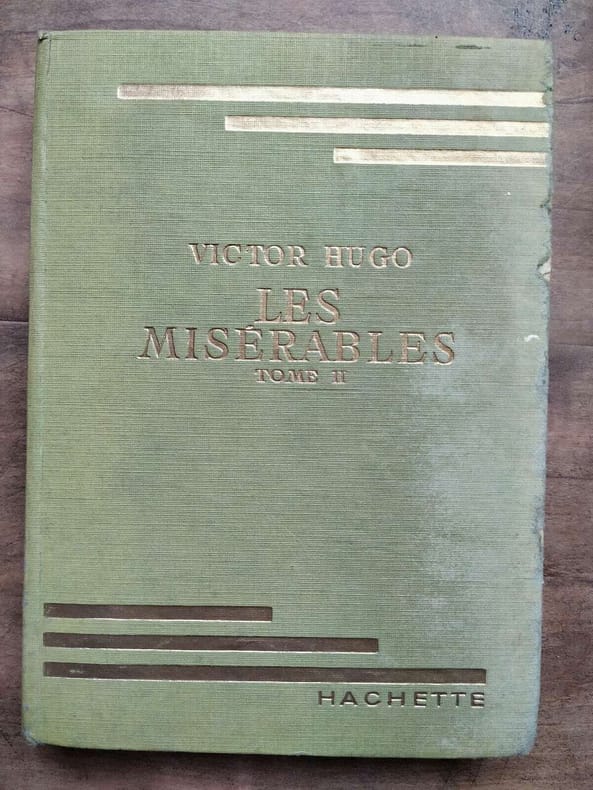 VICTOR HUGO
LES
MISÉRABLES
TOME II
HACHETTE